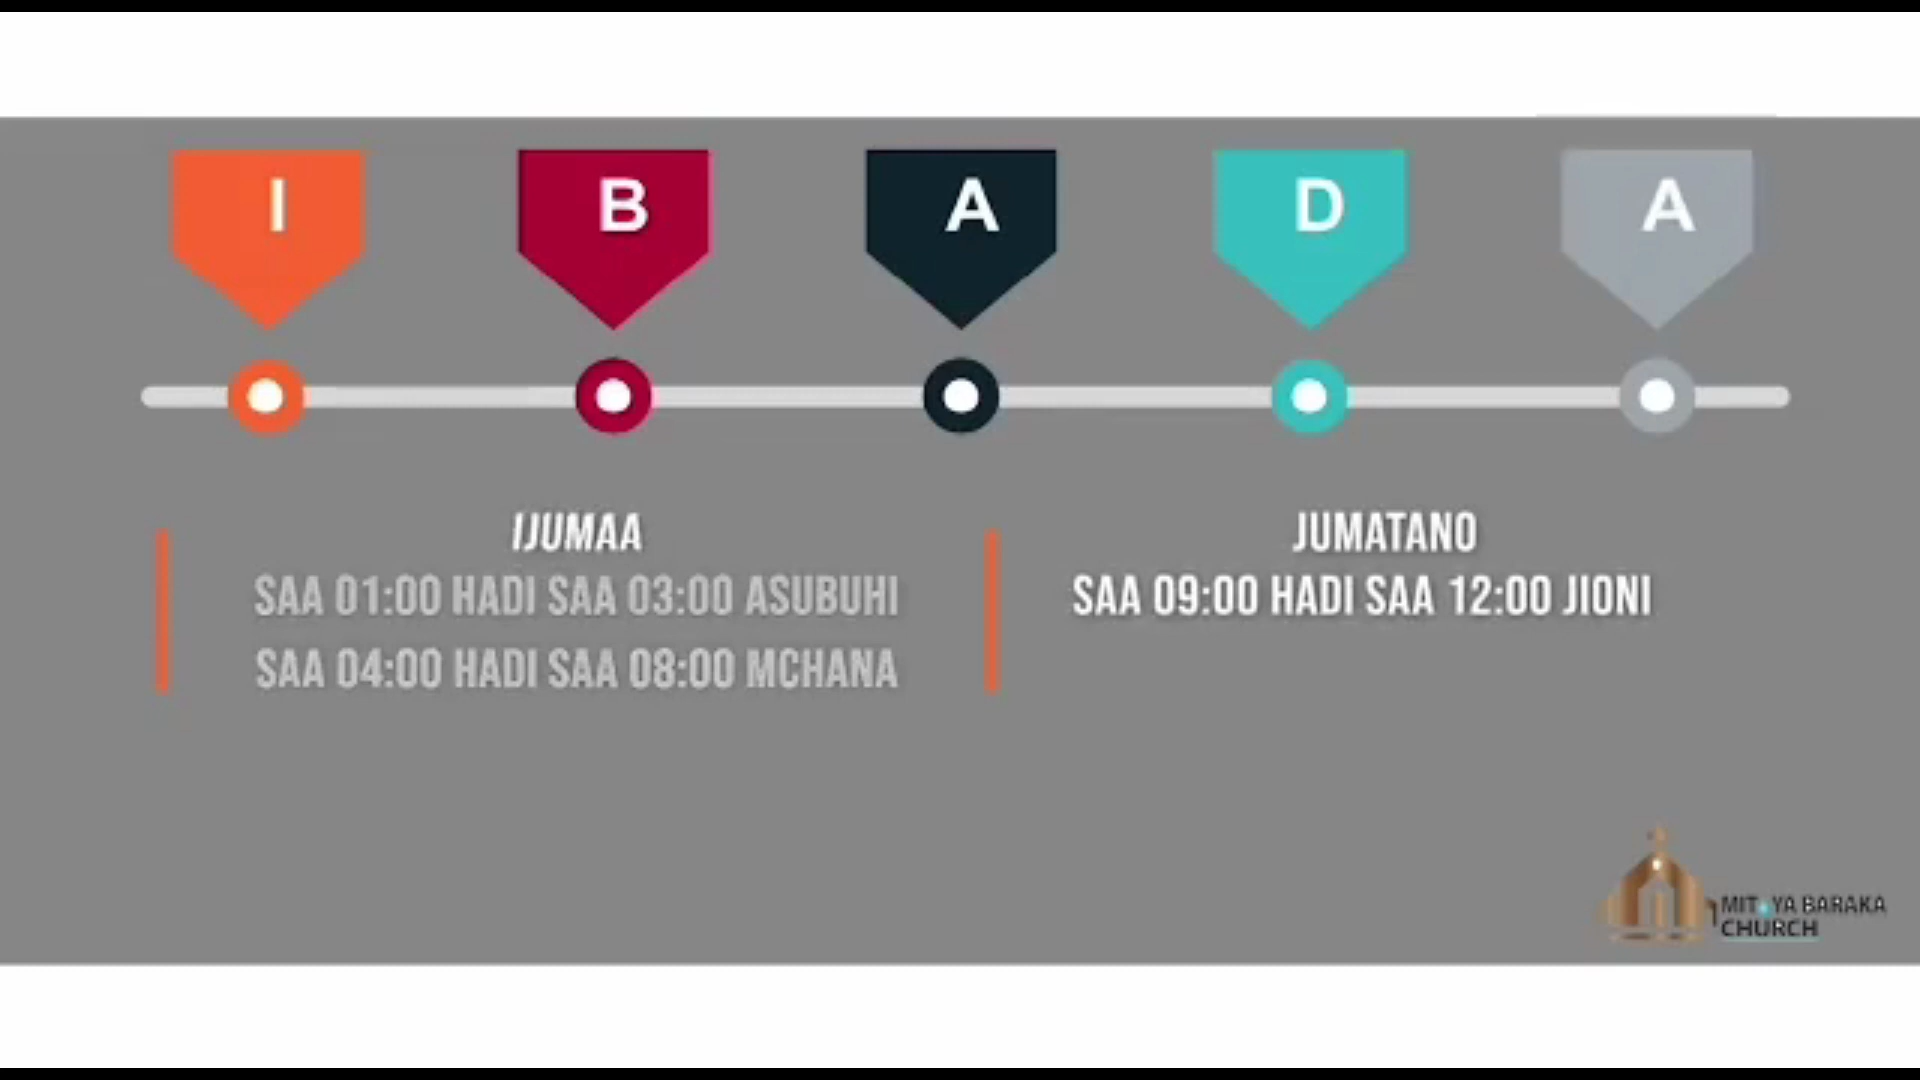 I B A D A
IJUMAA
SAA 01:00 HADI SAA 03:00 ASUBUHI
SAA 04:00 HADI SAA 08:00 MCHANA
JUMATANO
SAA 09:00 HADI SAA 12:00 JIONI
YA BARAKA
CHURCH